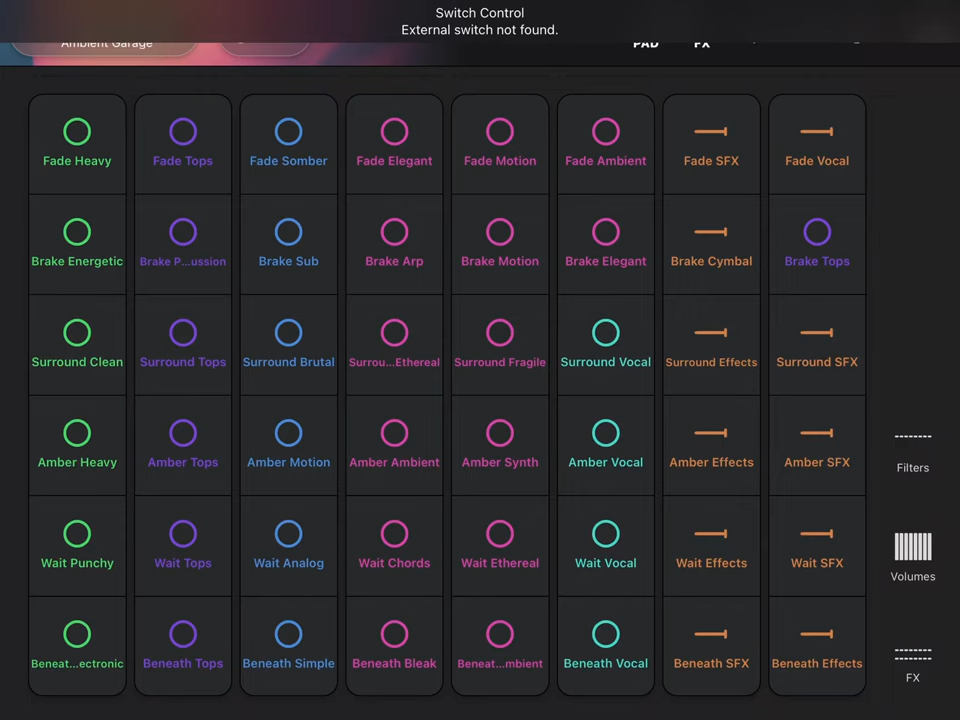 Switch Control
External switch not found.
Ambient Garage
PAD FX
Fade Heavy Fade Tops Fade Somber Fade Elegant Fade Motion Fade Ambient Fade SFX Fade Vocal
Brake Energetic Brake P...ussion Brake Sub Brake Arp Brake Motion Brake Elegant Brake Cymbal Brake Tops
Surround Clean Surround Tops Surround Brutal Surrou...Ethereal Surround Fragile Surround Vocal Surround Effects Surround SFX
Amber Heavy Amber Tops Amber Motion Amber Ambient Amber Synth Amber Vocal Amber Effects Amber SFX
Filters
Wait Punchy Wait Tops Wait Analog Wait Chords Wait Ethereal Wait Vocal Wait Effects Wait SFX
Volumes
Beneat...ectronic Beneath Tops Beneath Simple Beneath Bleak Beneat...mbient Beneath Vocal Beneath SFX Beneath Effects
FX